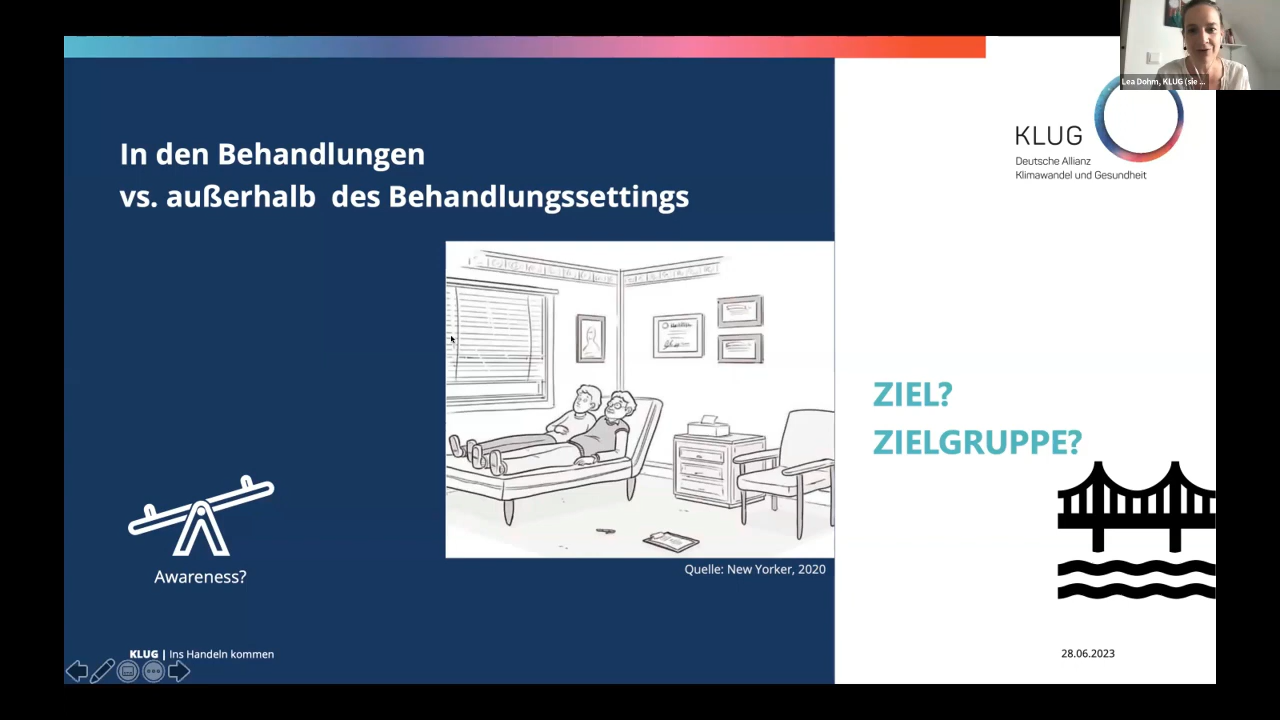 Lea Dohm, KLUG (sie ...
KLUG
Deutsche Allianz
Klimawandel und Gesundheit
In den Behandlungen
vs. außerhalb des Behandlungssettings
ZIEL?
ZIELGRUPPE?
Quelle: New Yorker, 2020
Awareness?
KLUG | Ins Handeln kommen
28.06.2023